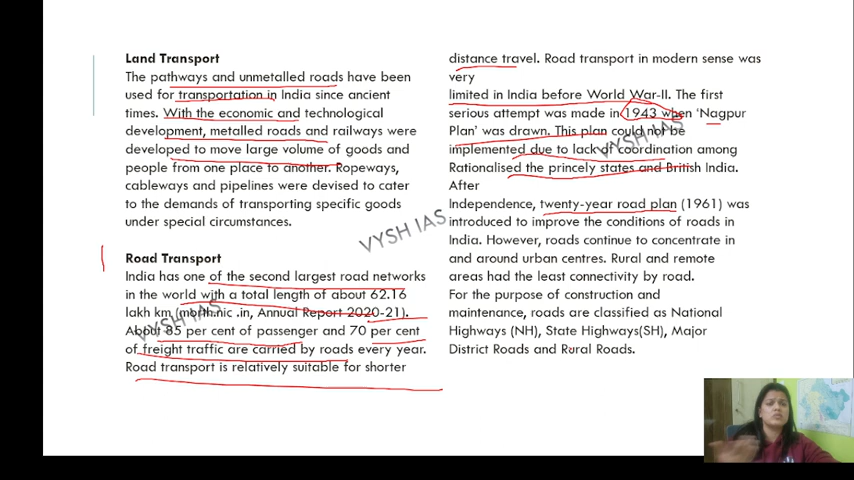 Land Transport
The pathways and unmetalled roads have been
used for transportation in India since ancient
times. With the economic and technological
development, metalled roads and railways were
developed to move large volume of goods and
people from one place to another. Ropeways,
cableways and pipelines were devised to cater
to the demands of transporting specific goods
under special circumstances.
Road Transport
India has one of the second largest road networks
in the world with a total length of about 62.16
lakh km (morth.nic .in, Annual Report 2020-21).
About 85 per cent of passenger and 70 per cent
of freight traffic are carried by roads every year.
Road transport is relatively suitable for shorter
distance travel. Road transport in modern sense was
very
limited in India before World War-II. The first
serious attempt was made in 1943 when ‘Nagpur
Plan’ was drawn. This plan could not be
implemented due to lack of coordination among
Rationalised the princely states and British India.
After
Independence, twenty-year road plan (1961) was
introduced to improve the conditions of roads in
India. However, roads continue to concentrate in
and around urban centres. Rural and remote
areas had the least connectivity by road.
For the purpose of construction and
maintenance, roads are classified as National
Highways (NH), State Highways(SH), Major
District Roads and Rural Roads.
VYSH IAS
VYSH IAS
VYSH IAS